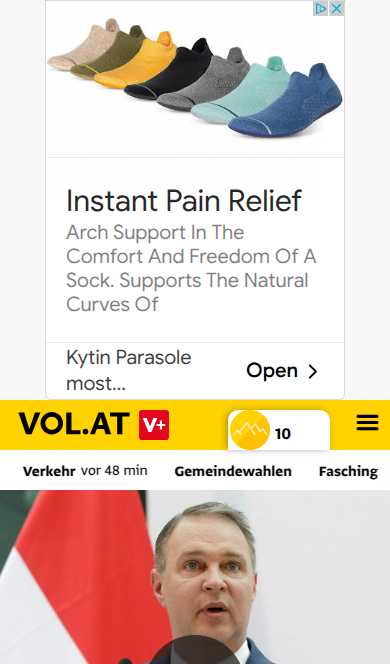 Instant Pain Relief
Arch Support In The
Comfort And Freedom Of A
Sock. Supports The Natural
Curves Of
Kytin Parasole
most...
Open
VOL.AT V+
10
Verkehr vor 48 min Gemeindewahlen Fasching